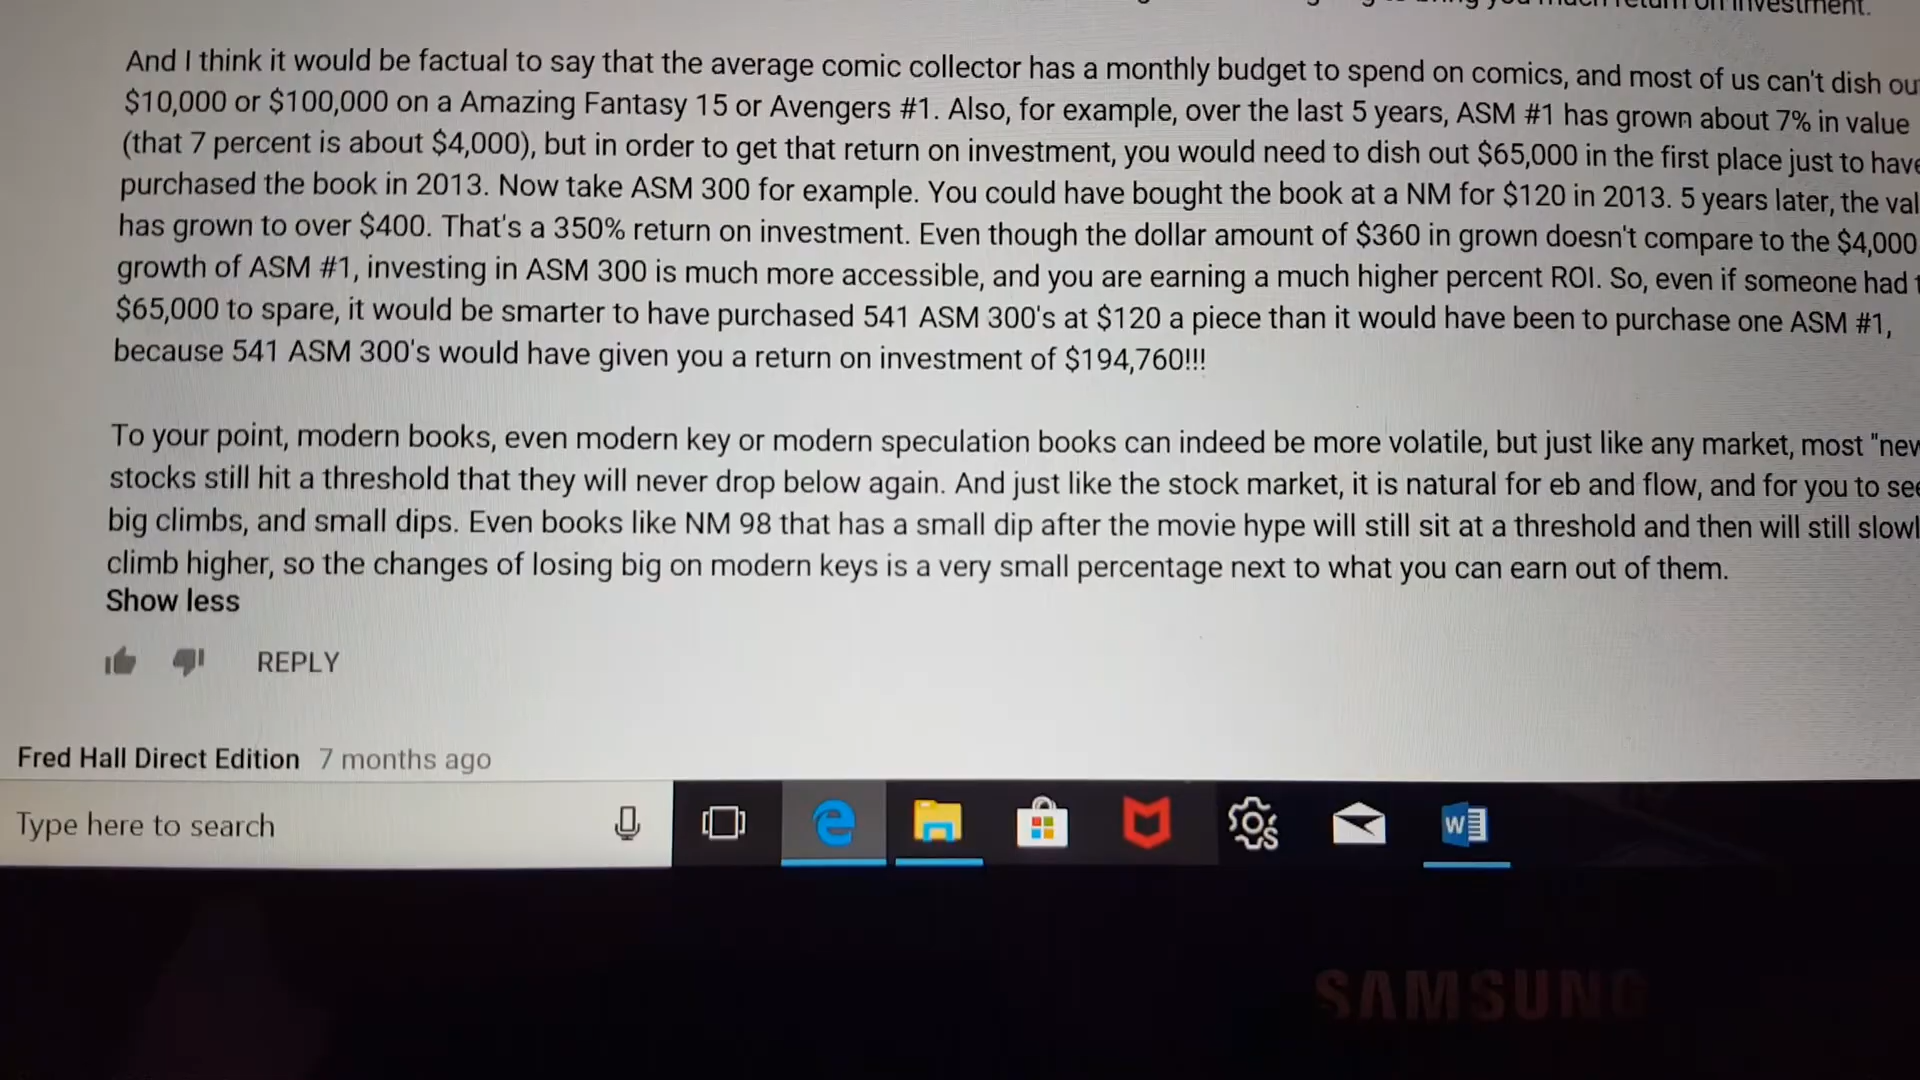 return on investment.
And I think it would be factual to say that the average comic collector has a monthly budget to spend on comics, and most of us can't dish
$10,000 or $100,000 on a Amazing Fantasy 15 or Avengers #1. Also, for example, over the last 5 years, ASM #1 has grown about 7% in value
(that 7 percent is about $4,000), but in order to get that return on investment, you would need to dish out $65,000 in the first place just to have
purchased the book in 2013. Now take ASM 300 for example. You could have bought the book at a NM for $120 in 2013. 5 years later, the val
has grown to over $400. That's a 350% return on investment. Even though the dollar amount of $360 in grown doesn't compare to the $4,000
growth of ASM #1, investing in ASM 300 is much more accessible, and you are earning a much higher percent ROI. So, even if someone had
$65,000 to spare, it would be smarter to have purchased 541 ASM 300's at $120 a piece than it would have been to purchase one ASM #1,
because 541 ASM 300's would have given you a return on investment of $194,760!!!
To your point, modern books, even modern key or modern speculation books can indeed be more volatile, but just like any market, most "new
stocks still hit a threshold that they will never drop below again. And just like the stock market, it is natural for eb and flow, and for you to see
big climbs, and small dips. Even books like NM 98 that has a small dip after the movie hype will still sit at a threshold and then will still slowl
climb higher, so the changes of losing big on modern keys is a very small percentage next to what you can earn out of them.
Show less
REPLY
Fred Hall Direct Edition 7 months ago
Type here to search
SAMSUNG